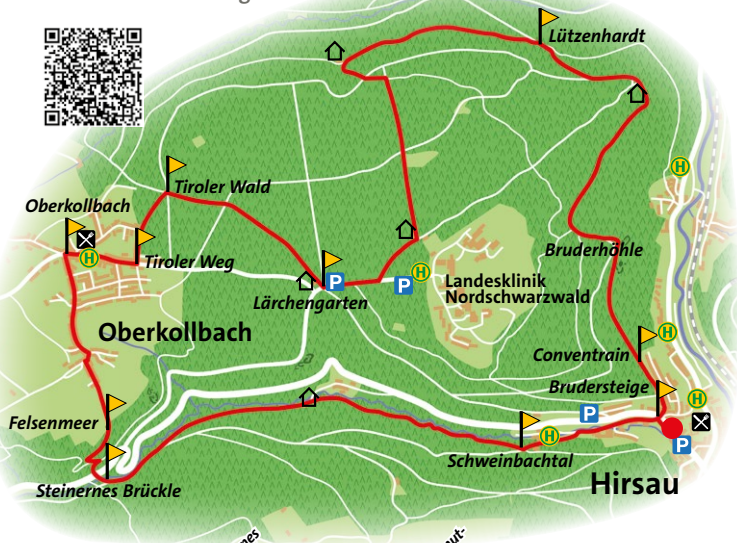 Lützenhardt
Tiroler Wald
Oberkollbach
H
Tiroler Weg
Bruderhöhle
H
P
P
H
Landesklinik
Nordschwarzwald
Lärchengarten
Oberkollbach
Conventrain
H
Brudersteige
H
Felsenmeer
P
H
P
Schweinbachtal
Steinernes Brückle
Hirsau